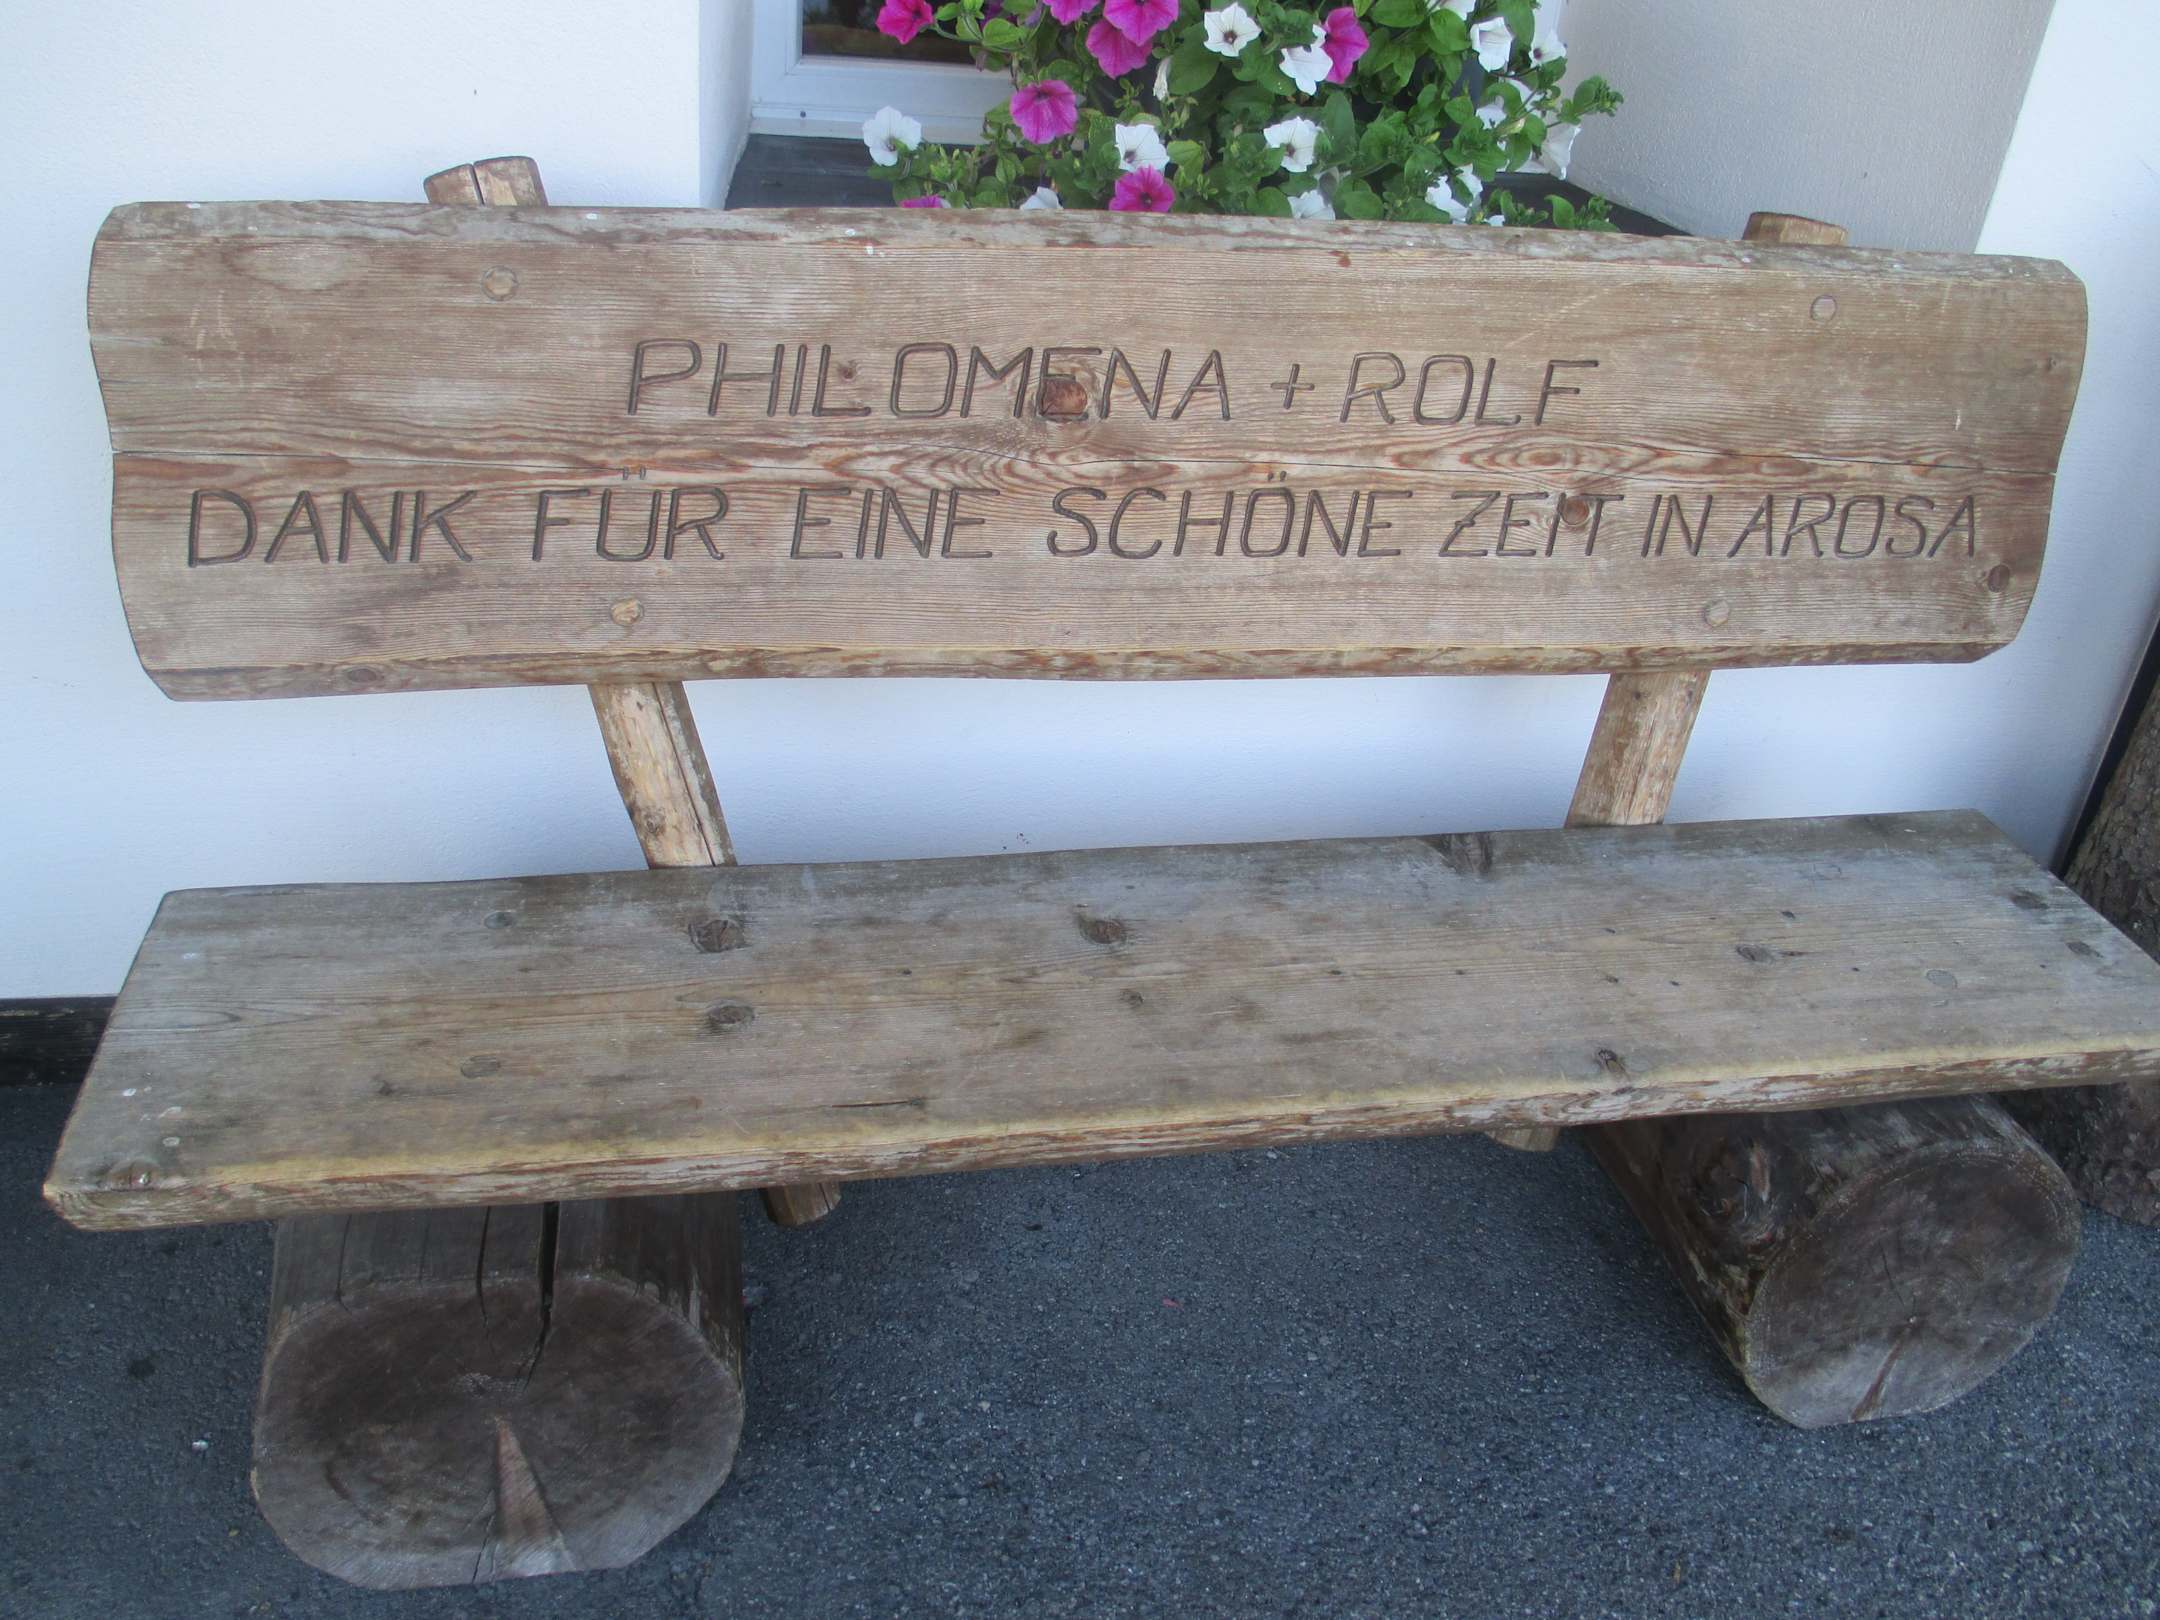 PHILOMENA + ROLF
DANK FÜR EINE SCHÖNE ZEIT IN AROSA